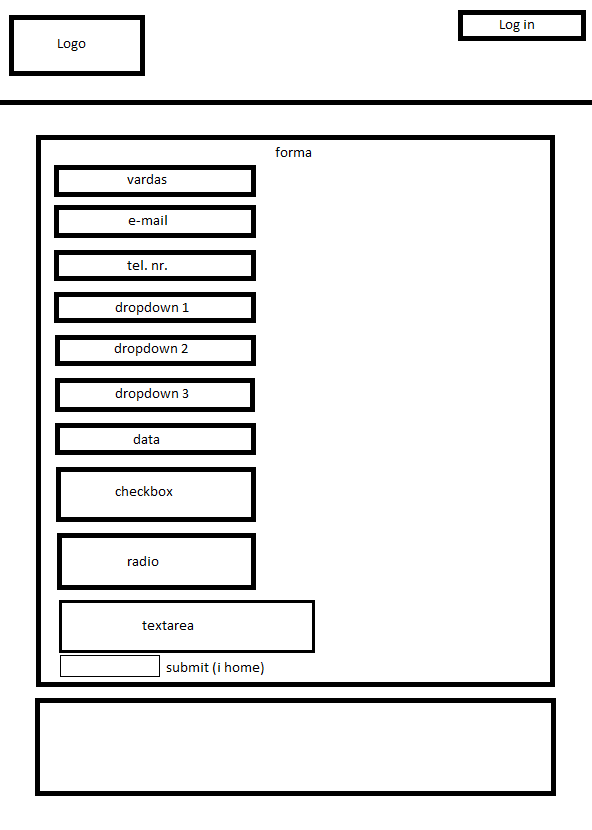 Logo
Log in
forma
vardas
e-mail
tel. nr.
dropdown 1
dropdown 2
dropdown 3
data
checkbox
radio
textarea
submit (i home)